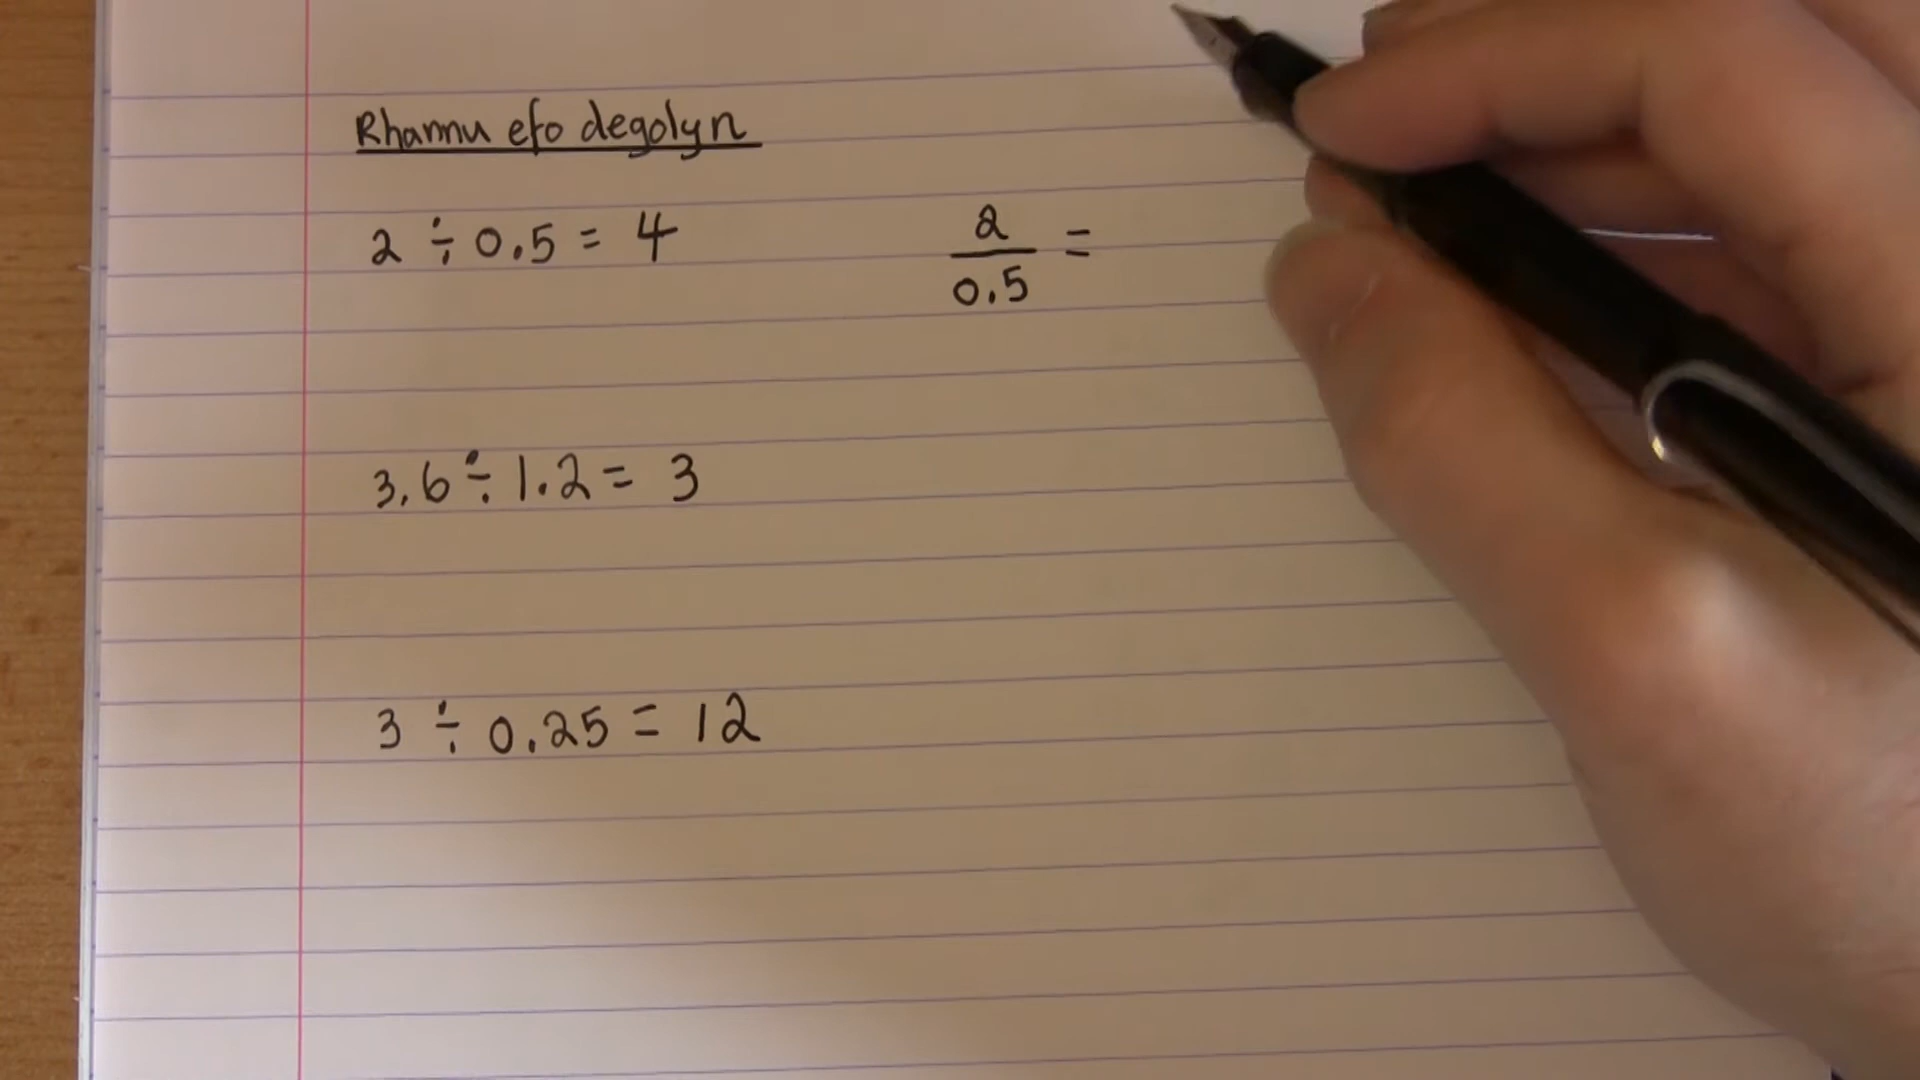 Rhannu efo degolyn
2 ÷ 0.5 = 4
2/0.5 =
3.6 ÷ 1.2 = 3
3 ÷ 0.25 = 12